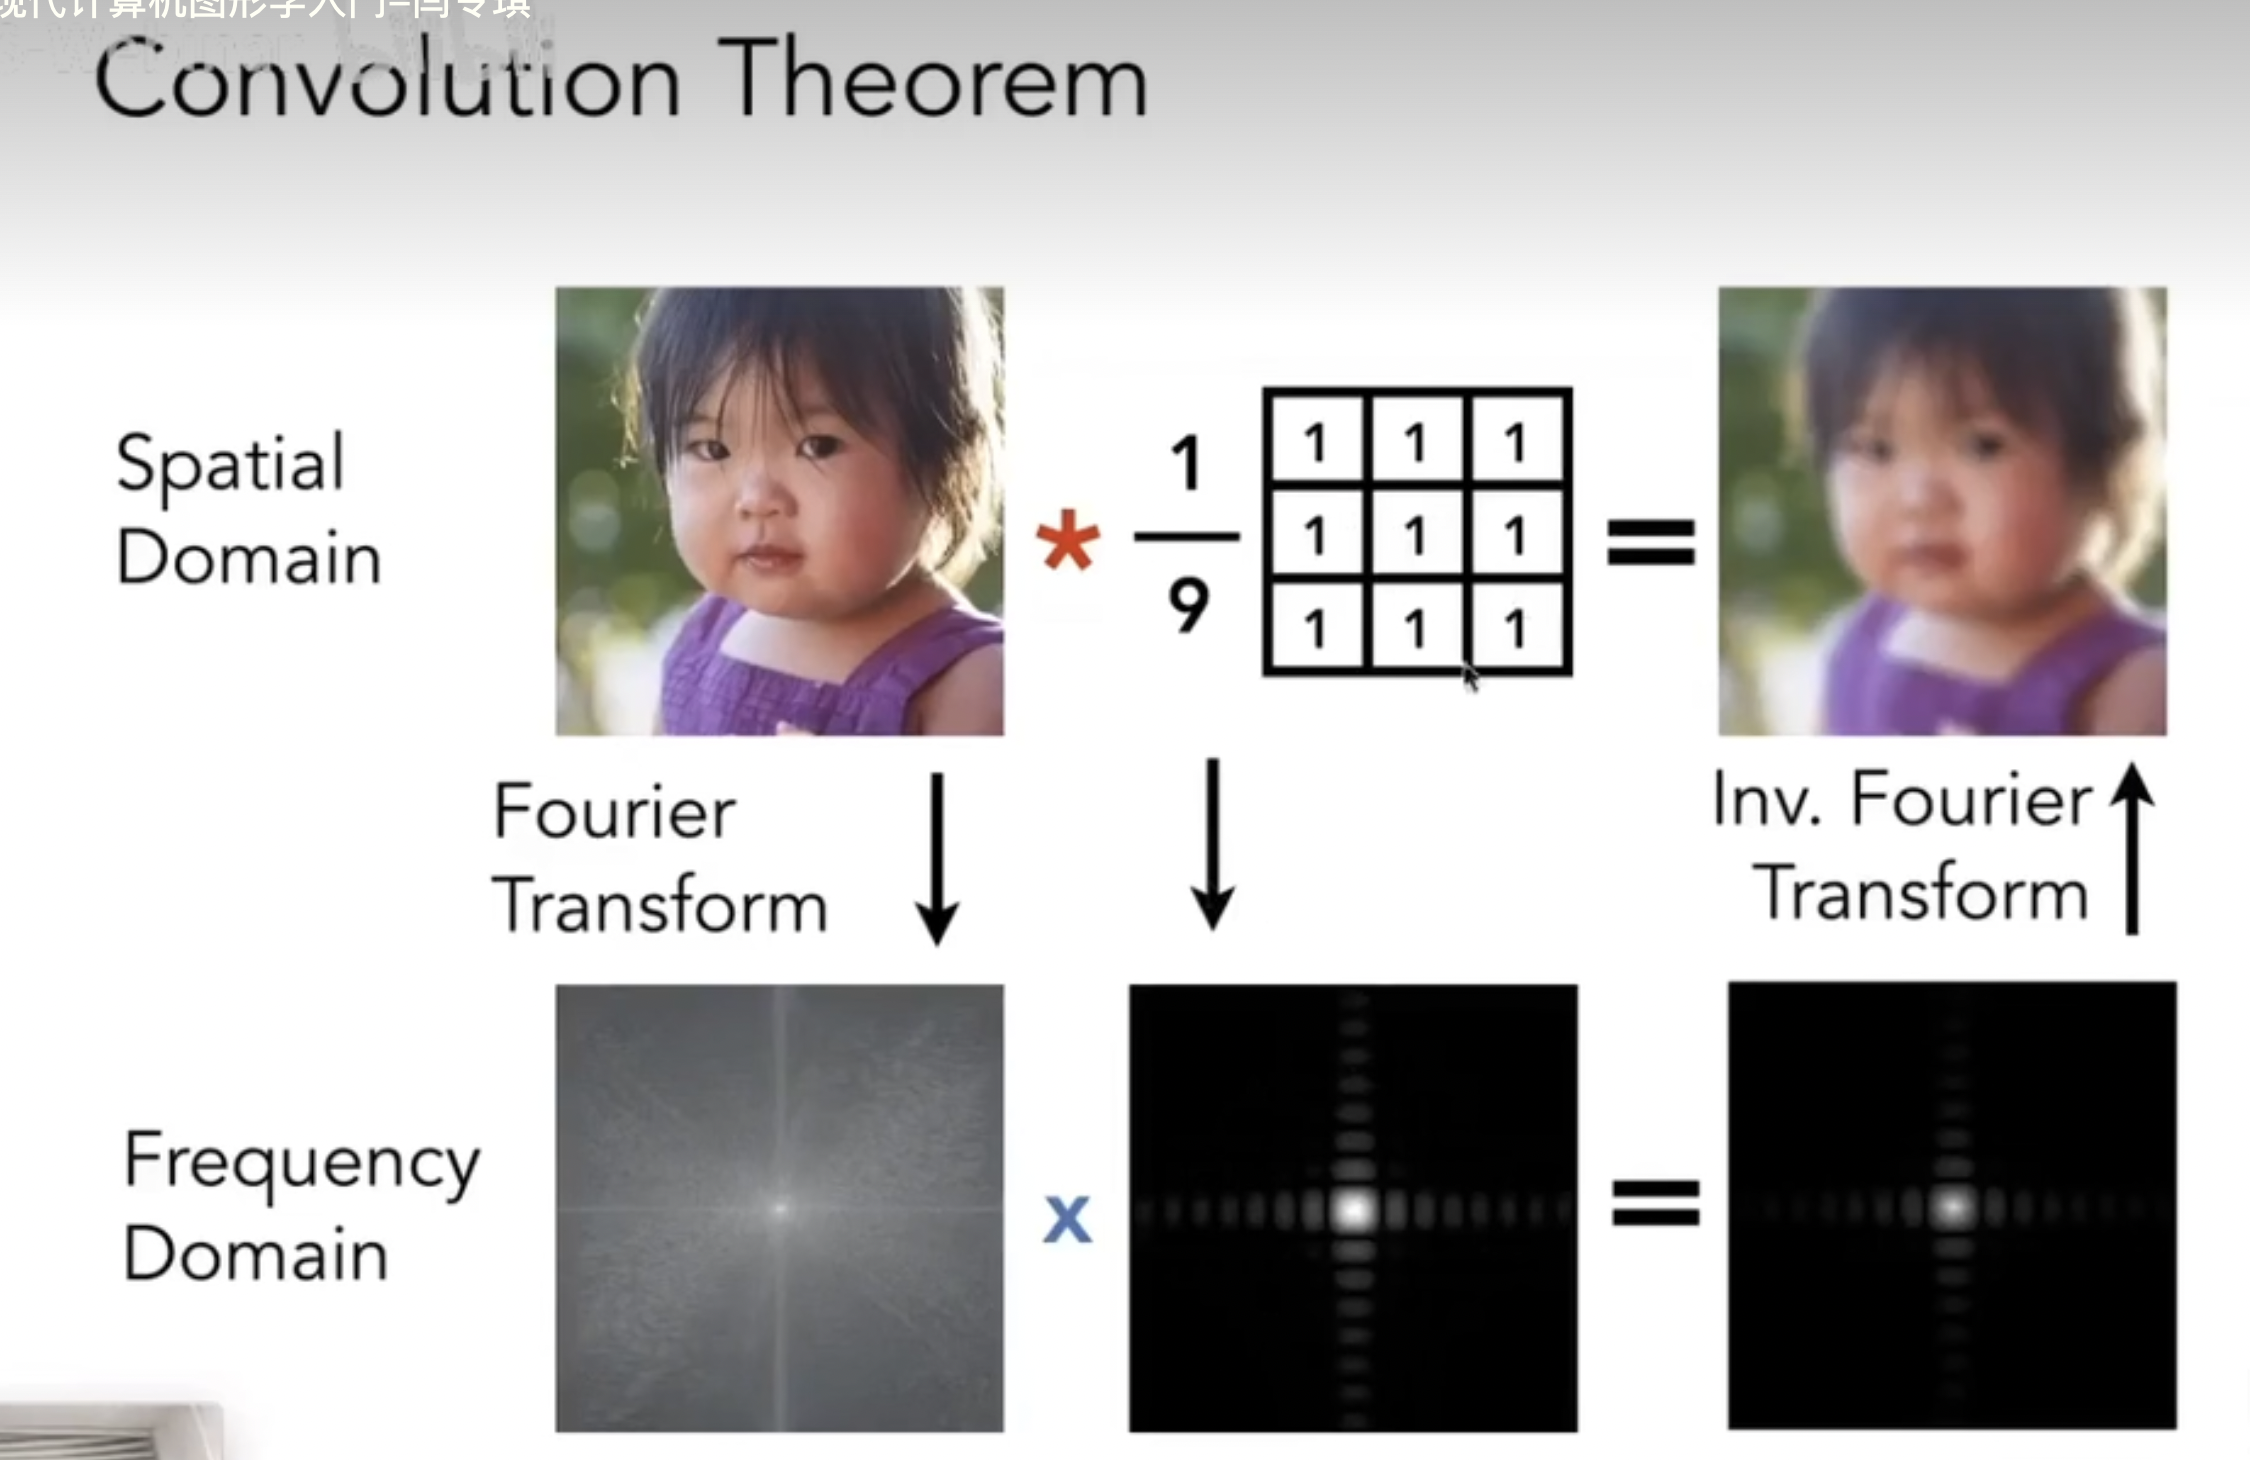 现代计算机图形学入门-闫令琪
Convolution Theorem
Spatial
Domain
*
1
9
1 1 1
1 1 1
1 1 1
=
Fourier
Transform
Inv. Fourier
Transform
Frequency
Domain
x
=